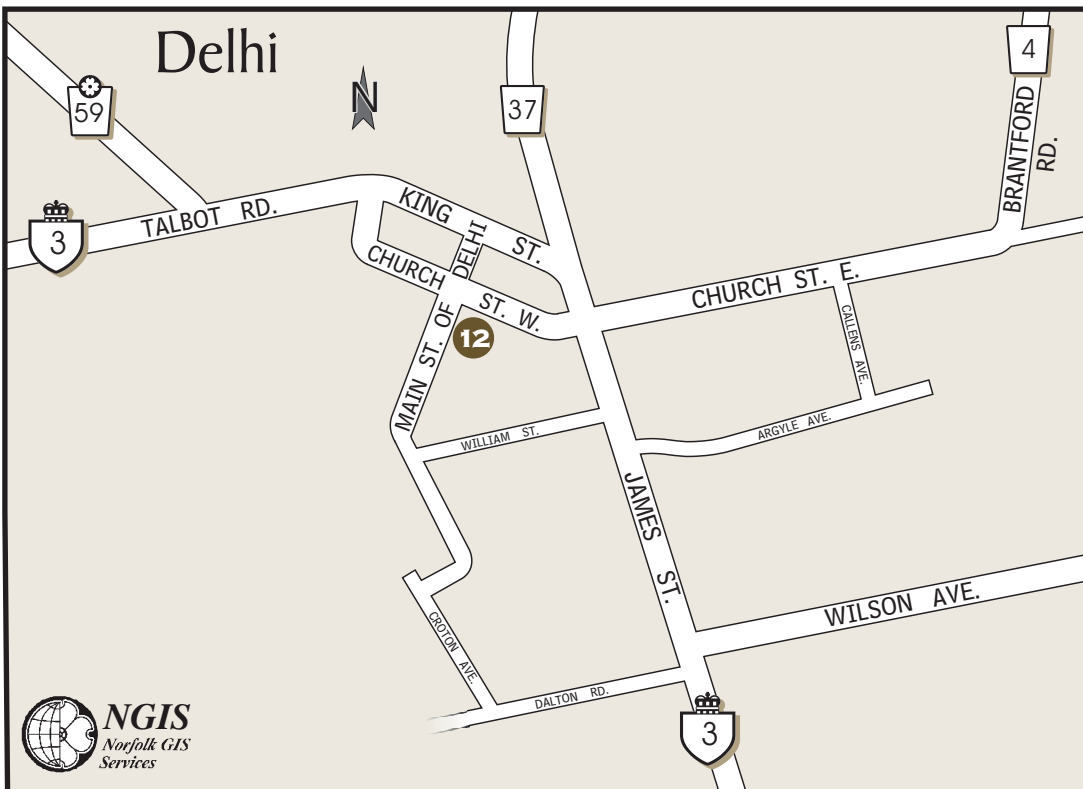 Delhi
4
59
37
N
BRANTFORD
RD.
3
TALBOT RD.
KING ST.
DELHI
CHURCH ST. W.
CHURCH ST. E.
MAIN ST. OF
12
CALLENS AVE.
WILLIAM ST.
ARGYLE AVE.
JAMES ST.
WILSON AVE.
CROTON AVE.
DALTON RD.
3
NGIS
Norfolk GIS
Services